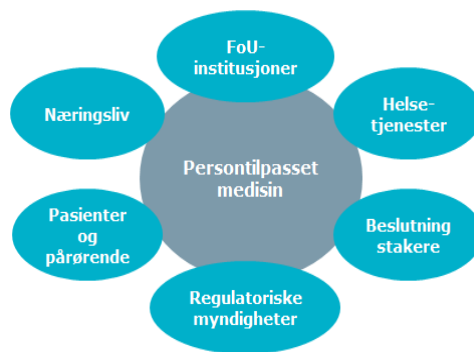 FoU-
institusjoner
Næringsliv
Helse-
tjenester
Persontilpasset
medisin
Pasienter
og
pårørende
Beslutning
stakere
Regulatoriske
myndigheter